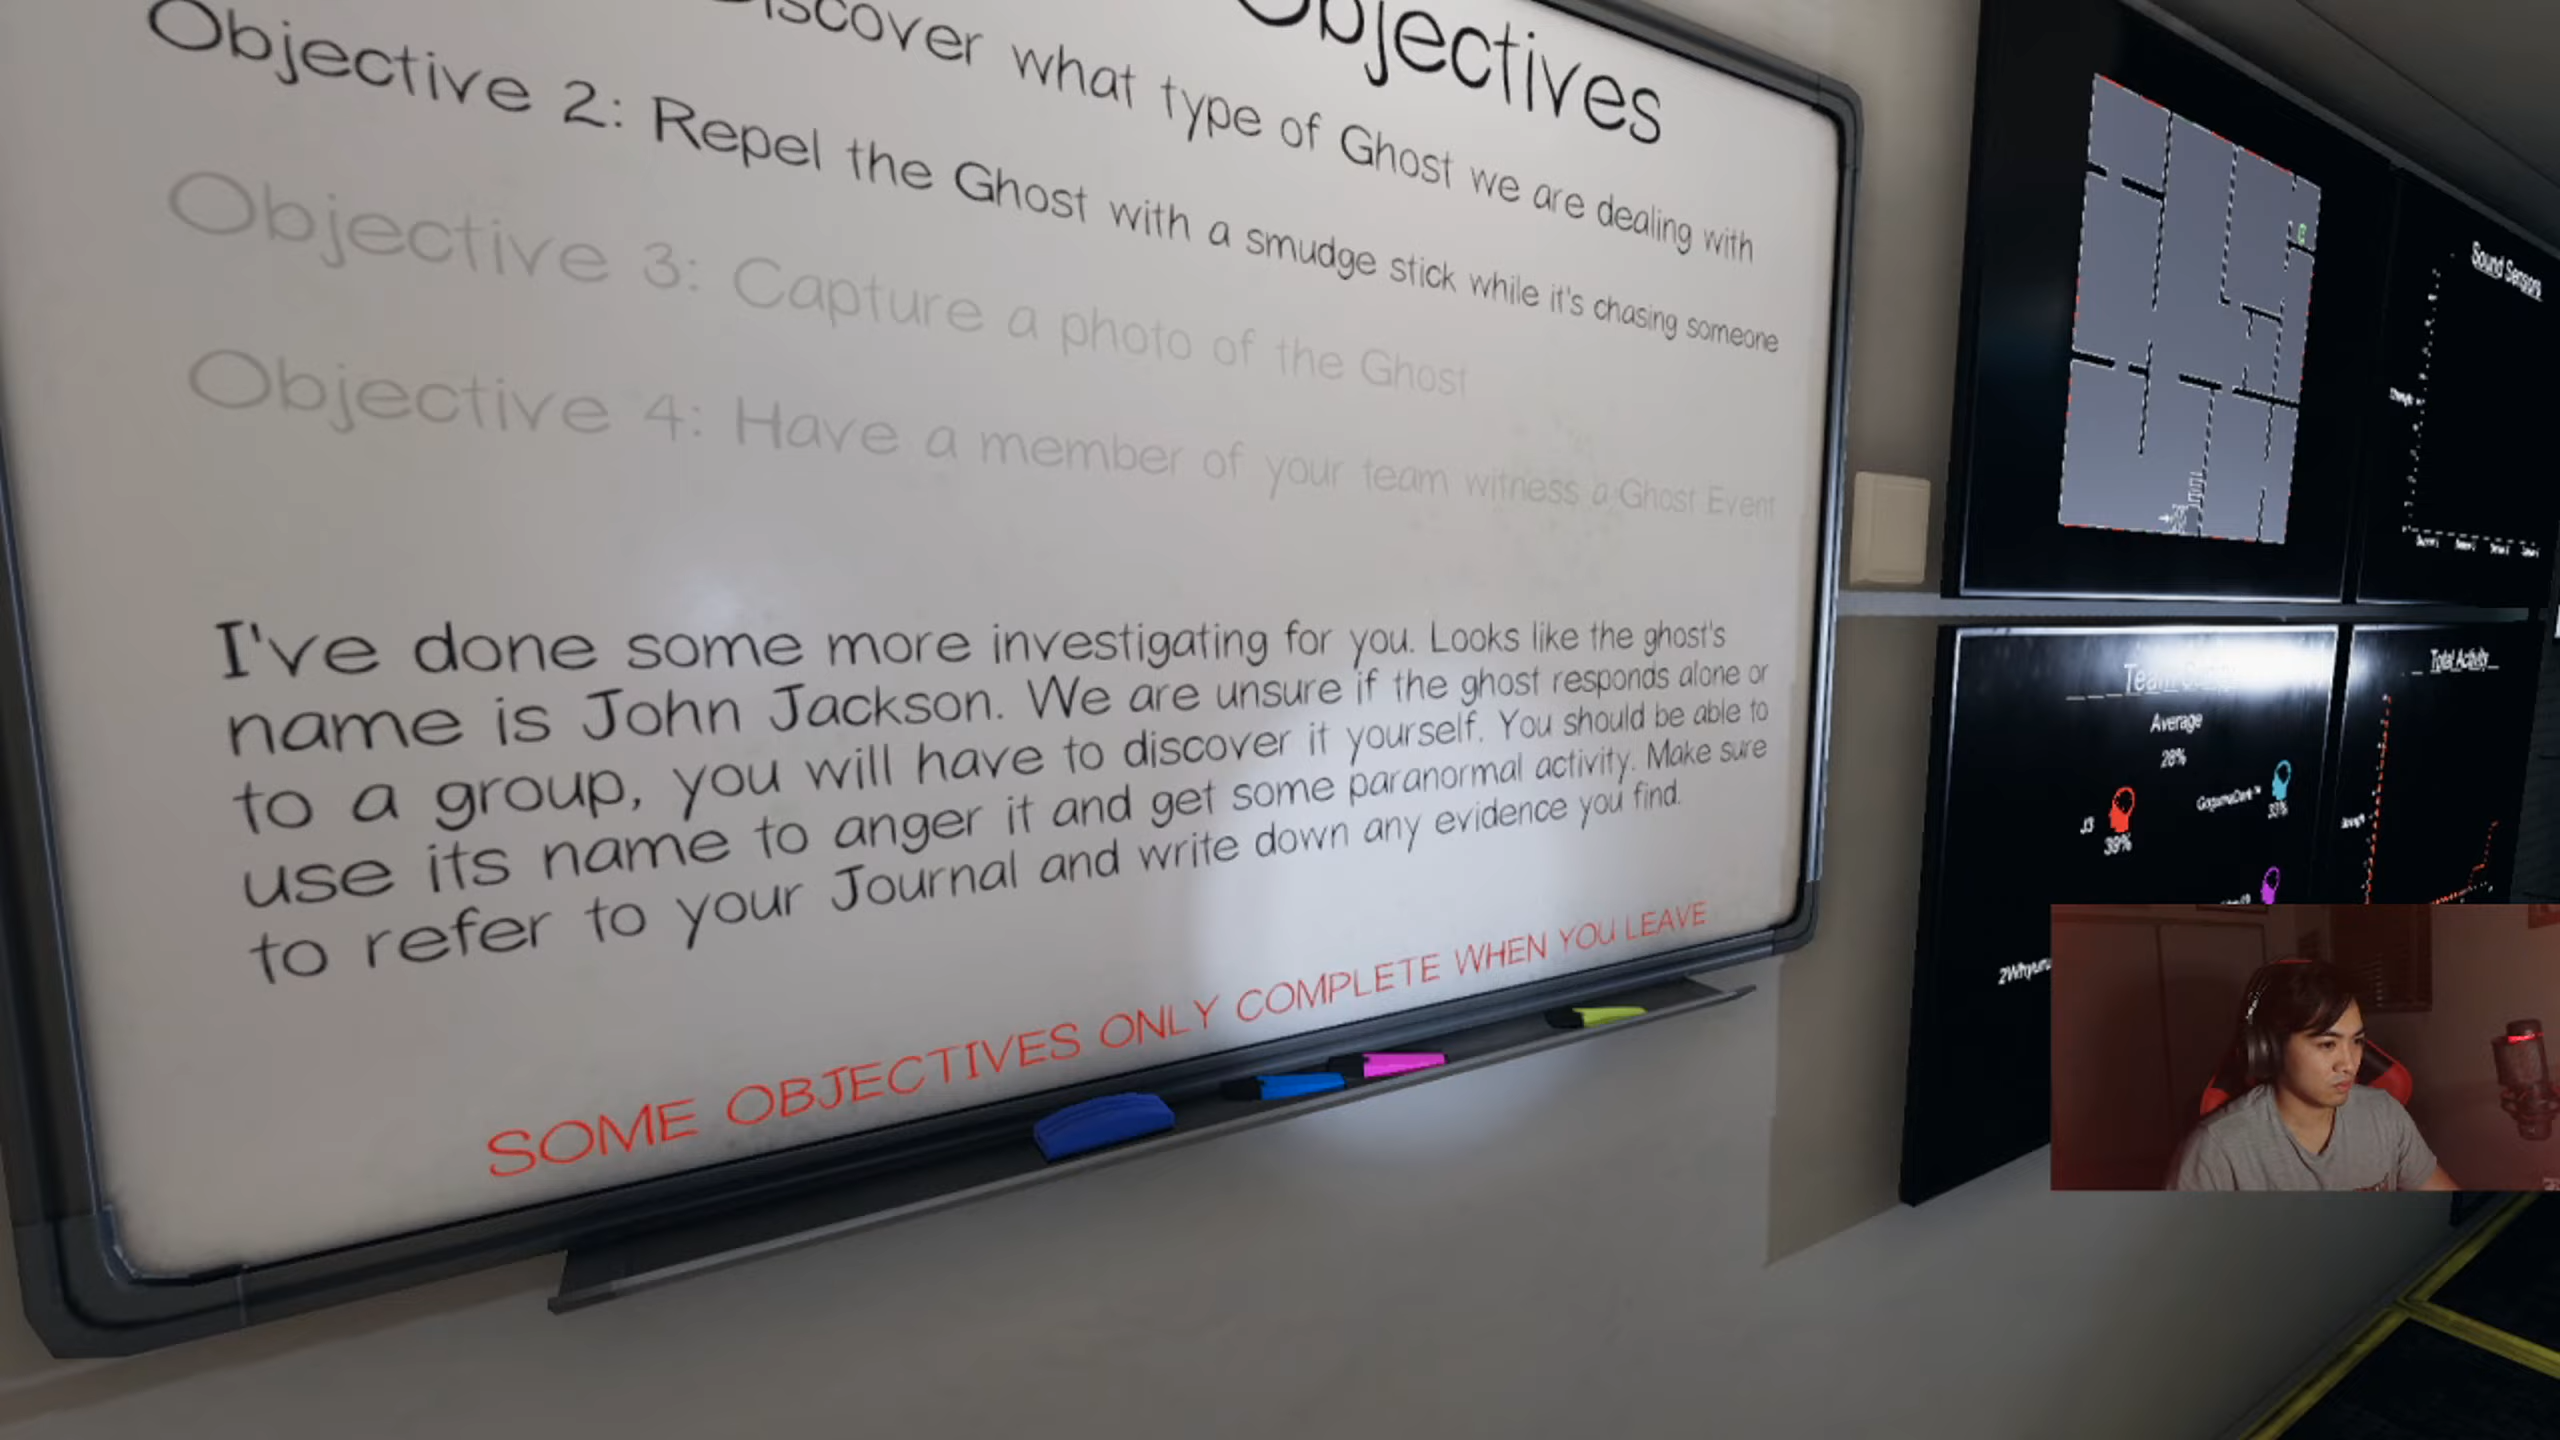 Objectives
Discover what type of Ghost we are dealing with
Objective 2: Repel the Ghost with a smudge stick while it's chasing someone
Objective 3: Capture a photo of the Ghost
Objective 4: Have a member of your team witness a Ghost Event
I've done some more investigating for you. Looks like the ghost's
name is John Jackson. We are unsure if the ghost responds alone or
to a group, you will have to discover it yourself. You should be able to
use its name to anger it and get some paranormal activity. Make sure
to refer to your Journal and write down any evidence you find.
SOME OBJECTIVES ONLY COMPLETE WHEN YOU LEAVE
Sound Sensors
Team
Average
28%
J3
39%
33%
Total Activity